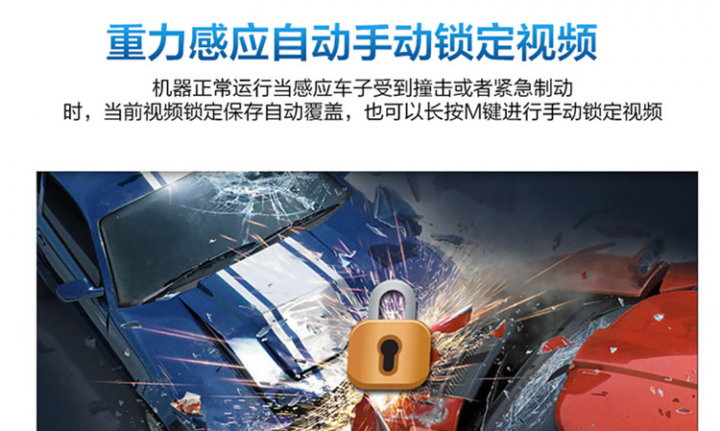 重力感应自动手动锁定视频
机器正常运行当感应车子受到撞击或者紧急制动
时，当前视频锁定保存自动覆盖，也可以长按M键进行手动锁定视频